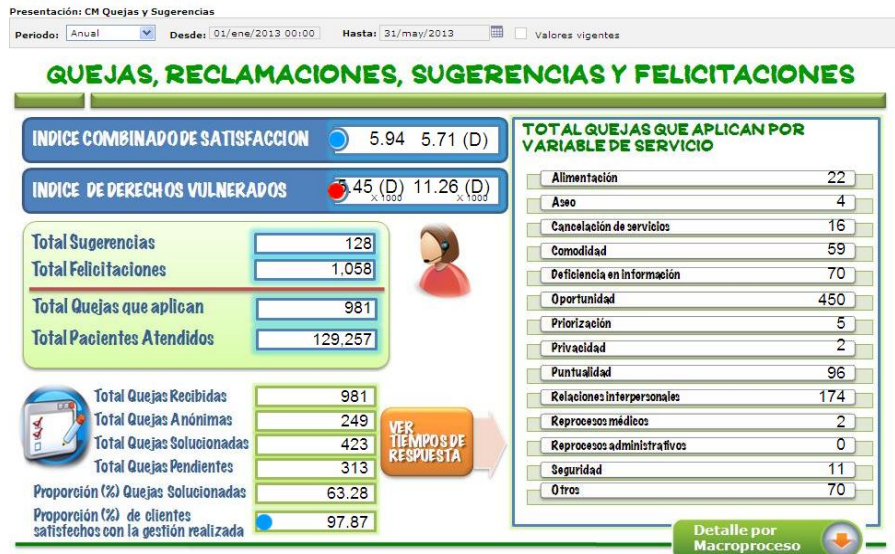 Presentación: CM Quejas y Sugerencias
Periodo: Anual Desde: 01/ene/2013 00:00 Hasta: 31/may/2013 Valores vigentes
QUEJAS, RECLAMACIONES, SUGERENCIAS Y FELICITACIONES
INDICE COMBINADO DE SATISFACCION 5.94 5.71 (D)
INDICE DE DERECHOS VULNERADOS .45 (D) 11.26 (D)
X 1000 X 1000
Total Sugerencias 128
Total Felicitaciones 1,058
Total Quejas que aplican 981
Total Pacientes Atendidos 129,257
Total Quejas Recibidas 981
Total Quejas Anónimas 249
Total Quejas Solucionadas 423
Total Quejas Pendientes 313
Proporción (%) Quejas Solucionadas 63.28
Proporción (%) de clientes
satisfechos con la gestión realizada 97.87
VER
TIEMPOS DE
RESPUESTA
TOTAL QUEJAS QUE APLICAN POR
VARIABLE DE SERVICIO
Alimentación 22
Aseo 4
Cancelación de servicios 16
Comodidad 59
Deficiencia en información 70
Oportunidad 450
Priorización 5
Privacidad 2
Puntualidad 96
Relaciones interpersonales 174
Reprocesos médicos 2
Reprocesos administrativos 0
Seguridad 11
Otros 70
Detalle por
Macroproceso